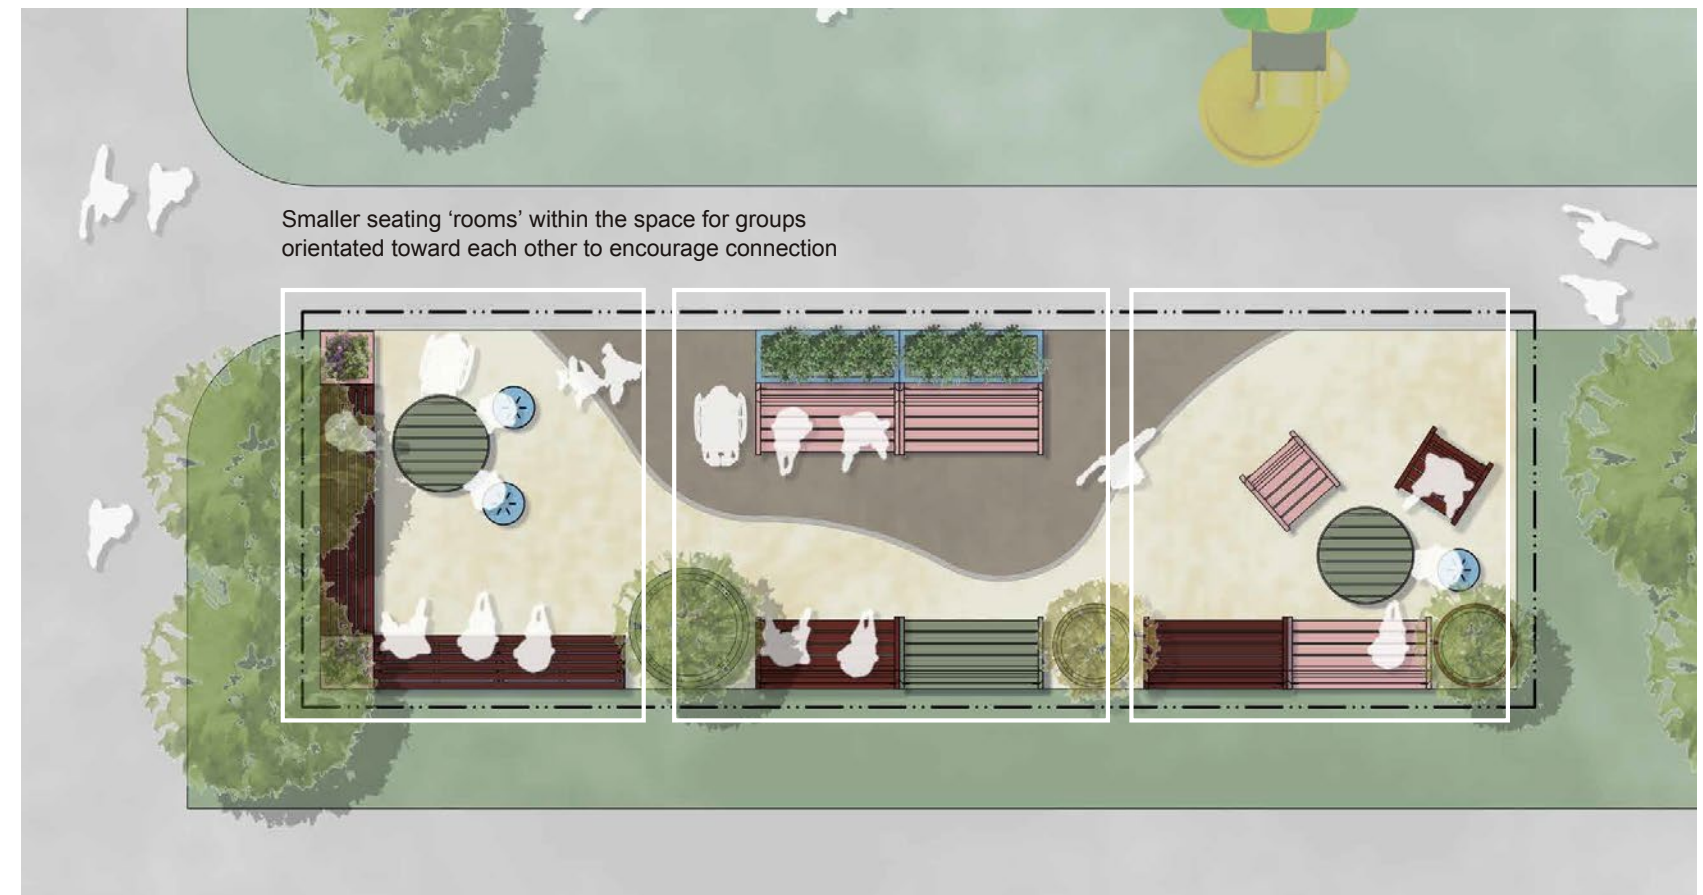 Smaller seating ‘rooms’ within the space for groups
orientated toward each other to encourage connection